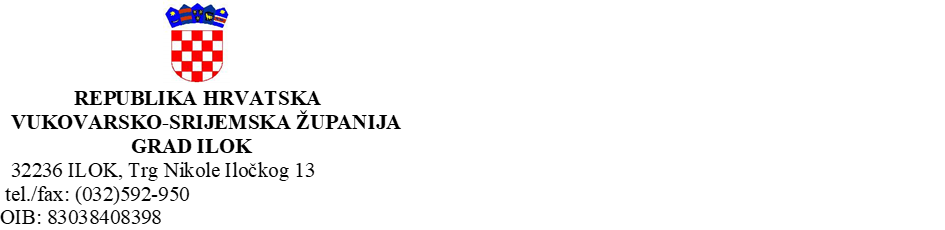 REPUBLIKA HRVATSKA
VUKOVARSKO-SRIJEMSKA ŽUPANIJA
GRAD ILOK
32236 ILOK, Trg Nikole Iločkog 13
tel./fax: (032)592-950
OIB: 83038408398